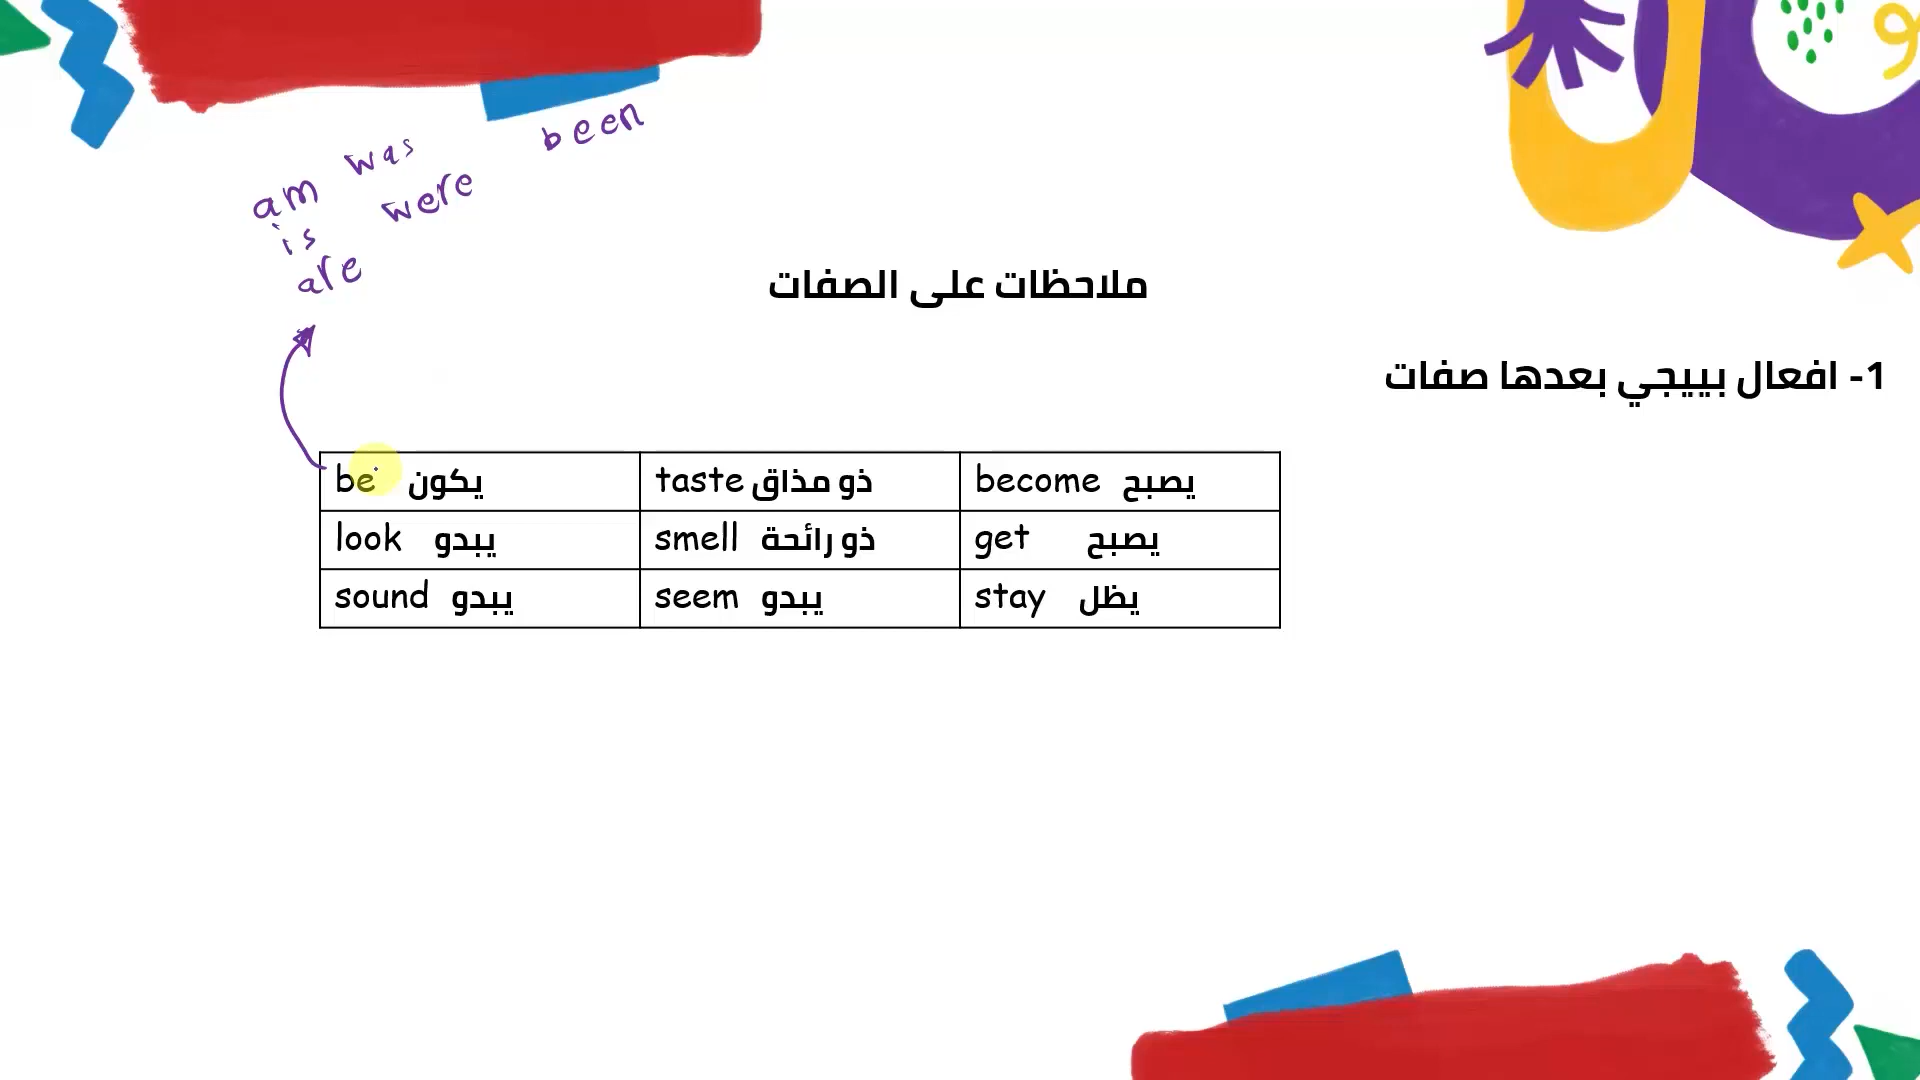 been
am was
is were
are
ملاحظات على الصفات
1- افعال بييجي بعدها صفات
be يكون taste ذو مذاق become يصبح
look يبدو smell ذو رائحة get يصبح
sound يبدو seem يبدو stay يظل